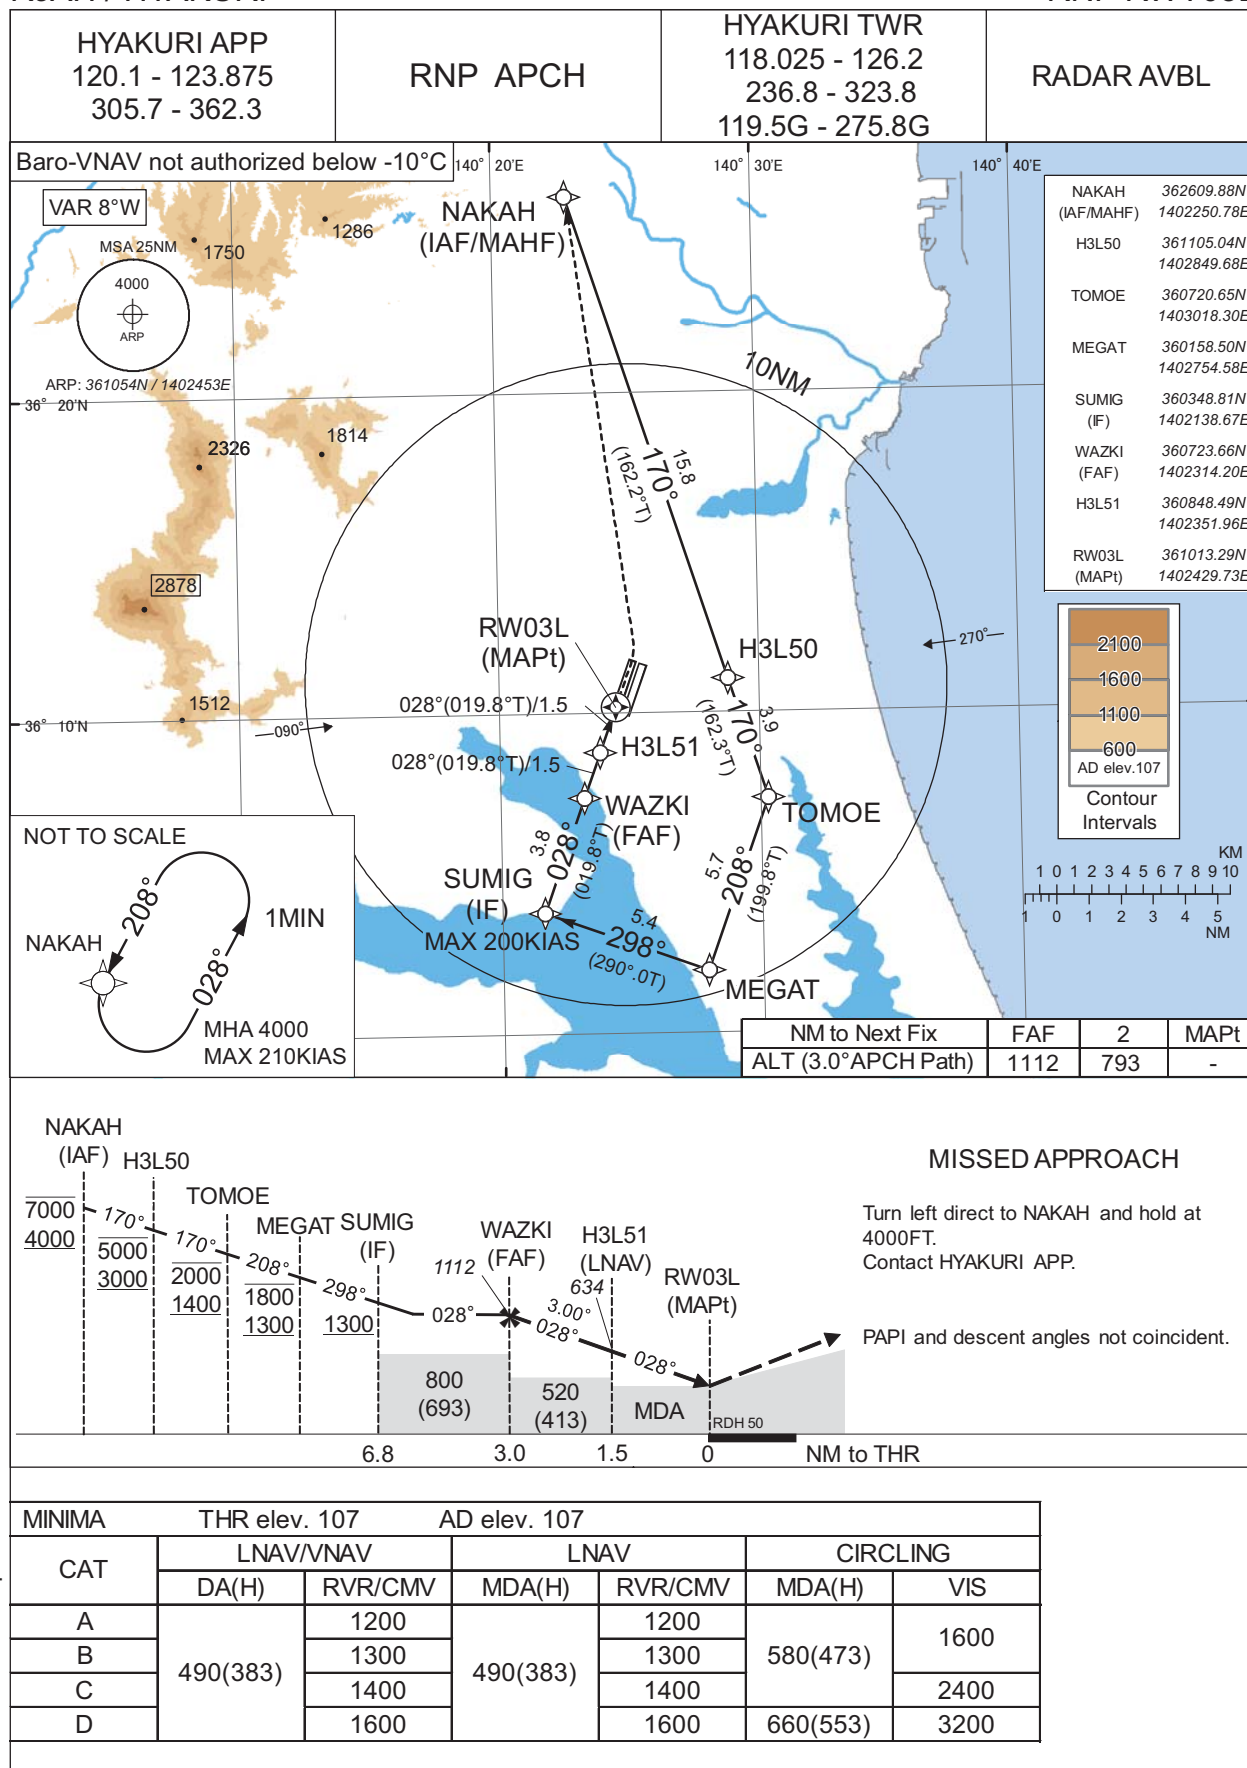 HYAKURI APP
120.1 - 123.875
305.7 - 362.3
RNP APCH
HYAKURI TWR
118.025 - 126.2
236.8 - 323.8
119.5G - 275.8G
RADAR AVBL
Baro-VNAV not authorized below -10°C
140° 20'E
140° 30'E
140° 40'E
VAR 8°W
MSA 25NM
4000
ARP
ARP: 361054N / 1402453E
36° 20'N
36° 10'N
1750
1286
2326
1814
2878
1512
NAKAH
(IAF/MAHF)
10NM
15.8
170°
(162.2°T)
RW03L
(MAPt)
H3L50
270°
090°
028°(019.8°T)/1.5
H3L51
028°(019.8°T)/1.5
3.9
170°
(162.3°T)
WAZKI
(FAF)
TOMOE
3.8
028°
(019.8°T)
5.7
208°
(199.8°T)
SUMIG
(IF)
MAX 200KIAS
5.4
298°
(290°.0T)
MEGAT
NAKAH 362609.88N
(IAF/MAHF) 1402250.78E
H3L50 361105.04N
1402849.68E
TOMOE 360720.65N
1403018.30E
MEGAT 360158.50N
1402754.58E
SUMIG 360348.81N
(IF) 1402138.67E
WAZKI 360723.66N
(FAF) 1402314.20E
H3L51 360848.49N
1402351.96E
RW03L 361013.29N
(MAPt) 1402429.73E
2100
1600
1100
600
AD elev.107
Contour
Intervals
KM
1 0 1 2 3 4 5 6 7 8 9 10
1 0 1 2 3 4 5
NM
NOT TO SCALE
208°
1MIN
NAKAH
028°
MHA 4000
MAX 210KIAS
NM to Next Fix FAF 2 MAPt
ALT (3.0°APCH Path) 1112 793 -
NAKAH
(IAF)
H3L50
TOMOE
MEGAT
SUMIG
(IF)
WAZKI
(FAF)
H3L51
(LNAV)
RW03L
(MAPt)
7000
4000
170°
5000
3000
170°
2000
1400
208°
1800
1300
298°
1300
028°
1112
634
3.00°
028°
028°
800
(693)
520
(413)
MDA
RDH 50
6.8 3.0 1.5 0 NM to THR
MISSED APPROACH
Turn left direct to NAKAH and hold at
4000FT.
Contact HYAKURI APP.
PAPI and descent angles not coincident.
MINIMA THR elev. 107 AD elev. 107
CAT LNAV/VNAV LNAV CIRCLING
DA(H) RVR/CMV MDA(H) RVR/CMV MDA(H) VIS
A 490(383) 1200 490(383) 1200 580(473) 1600
B 1300 1300
C 1400 1400 2400
D 1600 1600 660(553) 3200